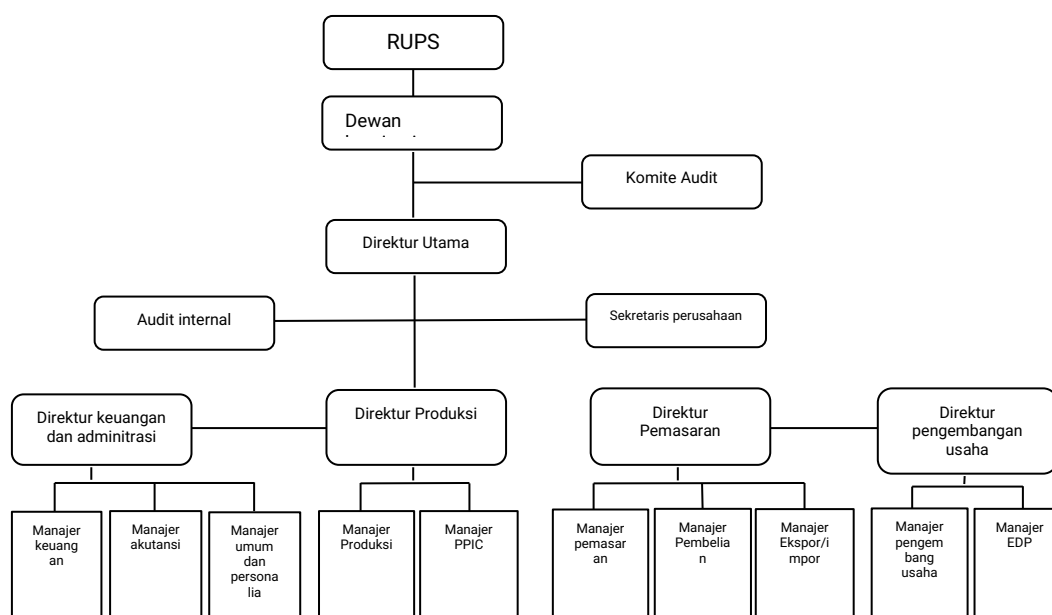 RUPS
Dewan
Komite Audit
Direktur Utama
Audit internal
Sekretaris perusahaan
Direktur keuangan
dan adminitrasi
Direktur Produksi
Direktur
Pemasaran
Direktur
pengembangan
usaha
Manajer
keuang
an
Manajer
akutansi
Manajer
umum
dan
persona
lia
Manajer
Produksi
Manajer
PPIC
Manajer
pemasar
an
Manajer
Pembelia
n
Manajer
Ekspor/i
mpor
Manajer
pengem
bang
usaha
Manajer
EDP